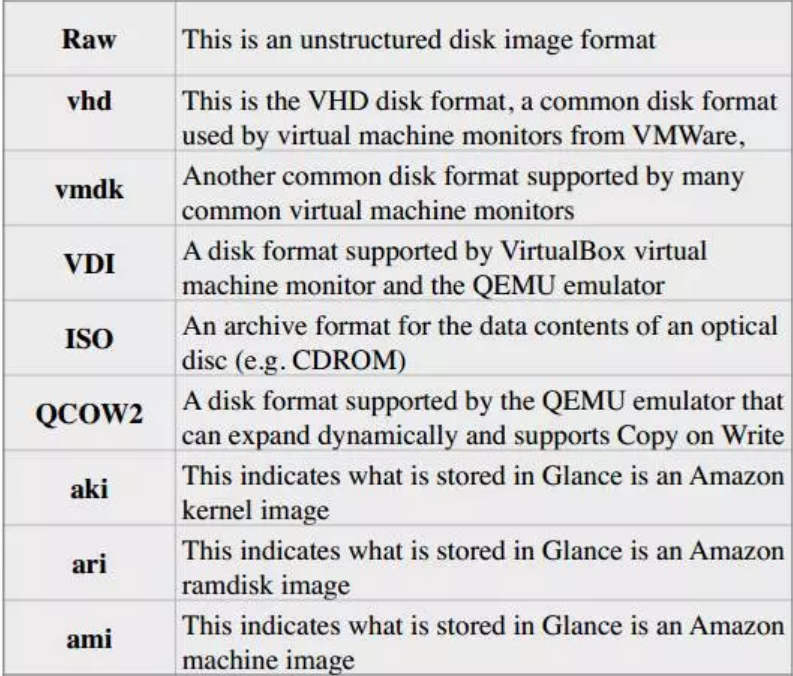 Raw
This is an unstructured disk image format
vhd
This is the VHD disk format, a common disk format
used by virtual machine monitors from VMWare,
vmdk
Another common disk format supported by many
common virtual machine monitors
VDI
A disk format supported by VirtualBox virtual
machine monitor and the QEMU emulator
ISO
An archive format for the data contents of an optical
disc (e.g. CDROM)
QCOW2
A disk format supported by the QEMU emulator that
can expand dynamically and supports Copy on Write
aki
This indicates what is stored in Glance is an Amazon
kernel image
ari
This indicates what is stored in Glance is an Amazon
ramdisk image
ami
This indicates what is stored in Glance is an Amazon
machine image